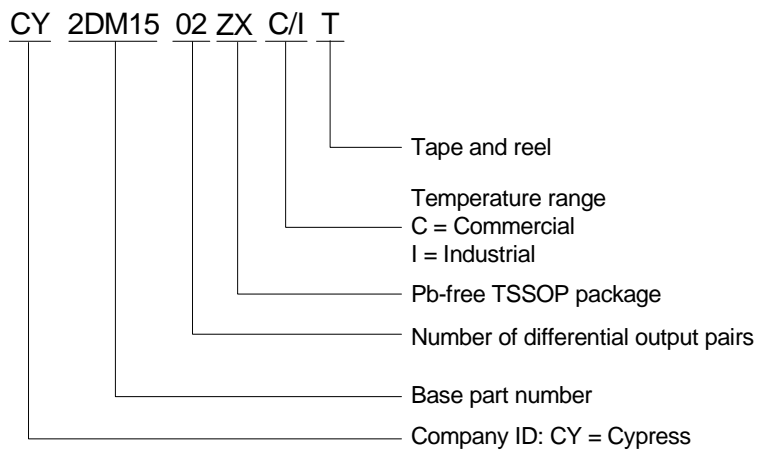 CY 2DM15 02 ZX C/I T
Tape and reel
Temperature range
C = Commercial
I = Industrial
Pb-free TSSOP package
Number of differential output pairs
Base part number
Company ID: CY = Cypress